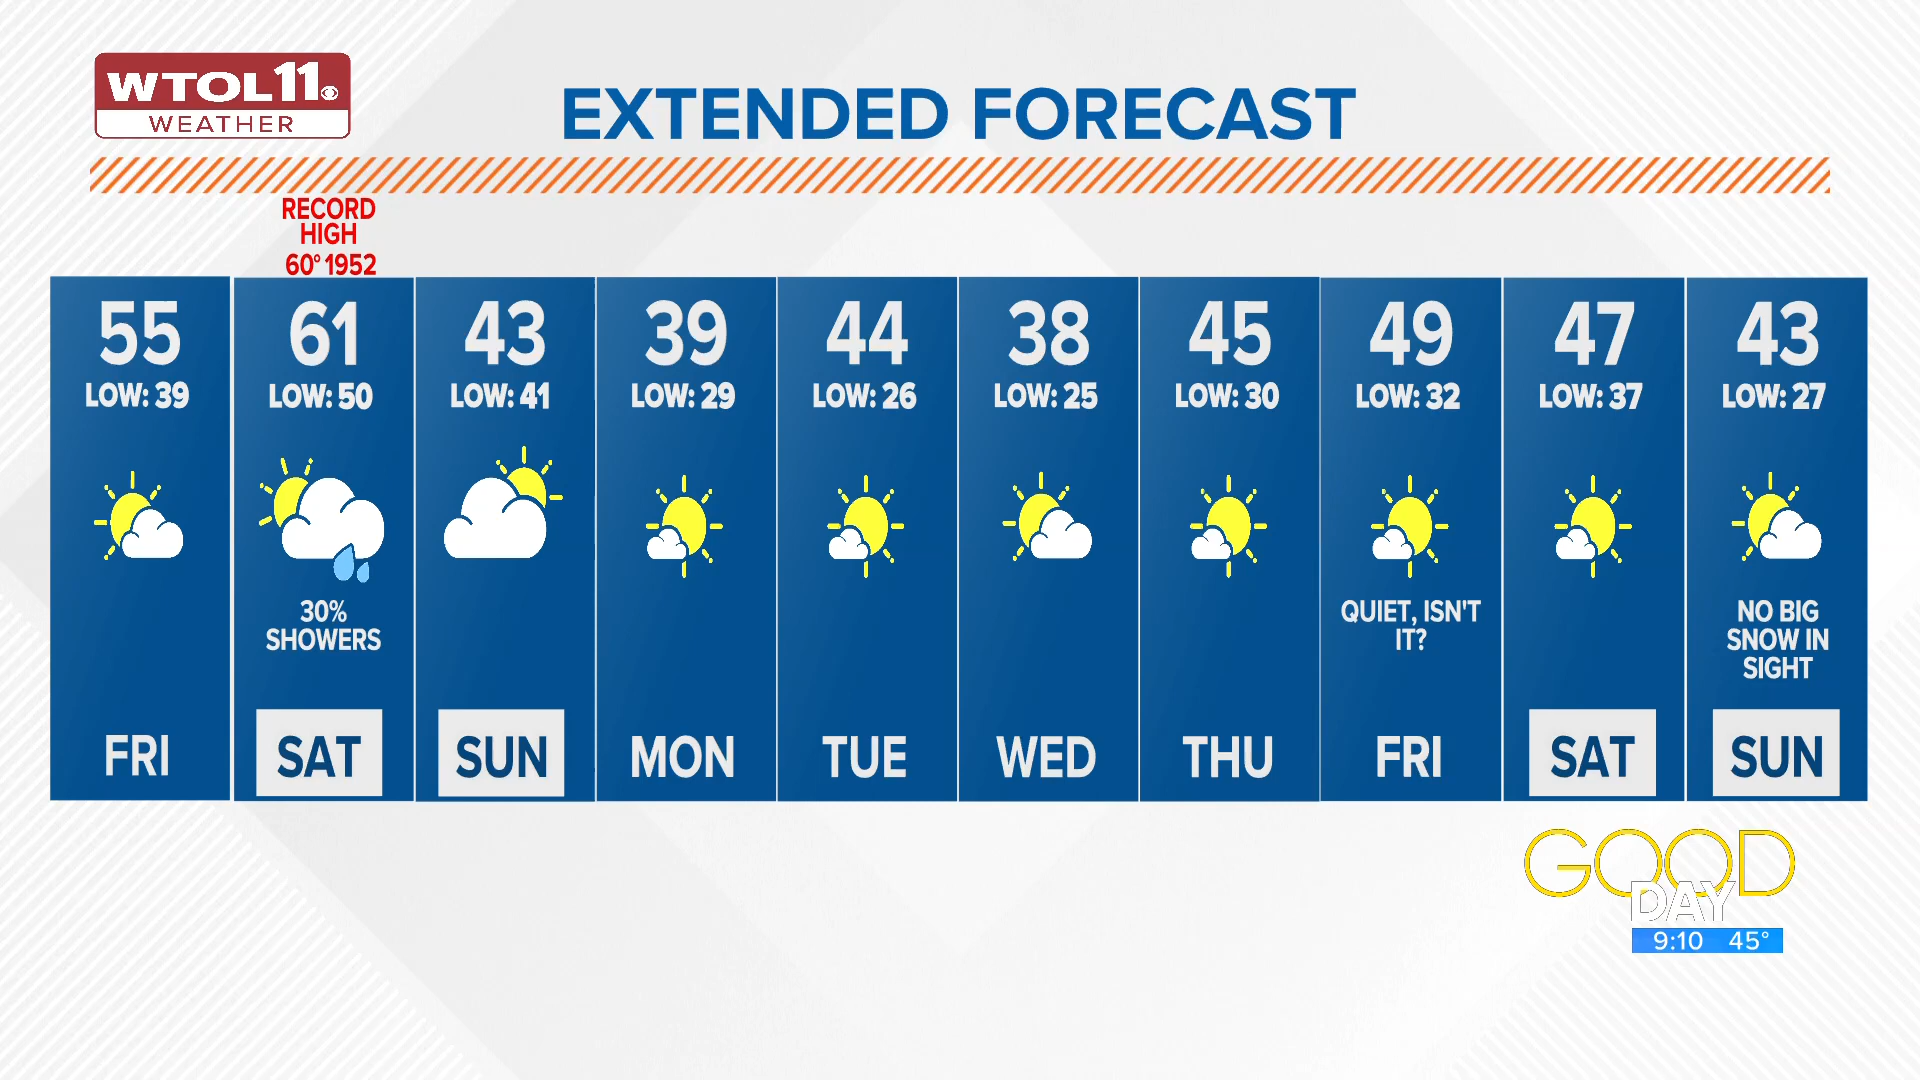 WTOL 11
WEATHER
EXTENDED FORECAST
RECORD
HIGH
60° 1952
55
LOW: 39
FRI
61
LOW: 50
30%
SHOWERS
SAT
43
LOW: 41
SUN
39
LOW: 29
MON
44
LOW: 26
TUE
38
LOW: 25
WED
45
LOW: 30
THU
49
LOW: 32
QUIET, ISN'T
IT?
FRI
47
LOW: 37
SAT
43
LOW: 27
NO BIG
SNOW IN
SIGHT
SUN
GOOD
DAY
9:10 45°